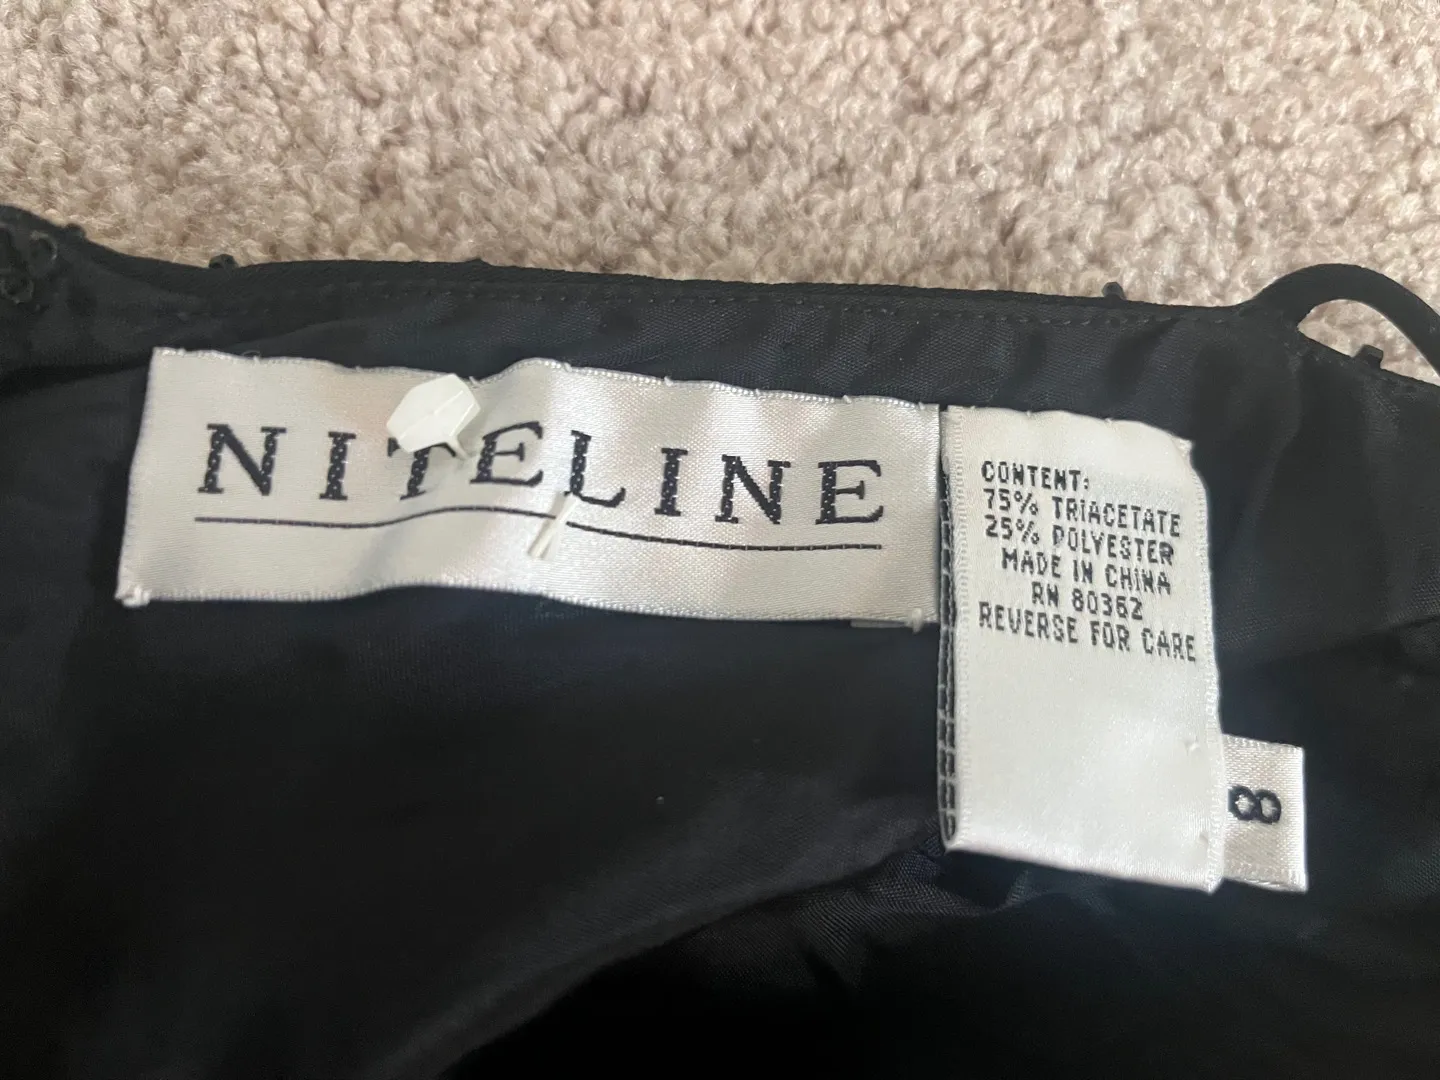 NITELINE
CONTENT:
75% TRIACETATE
25% POLYESTER
MADE IN CHINA
RN 80362
REVERSE FOR CARE
8